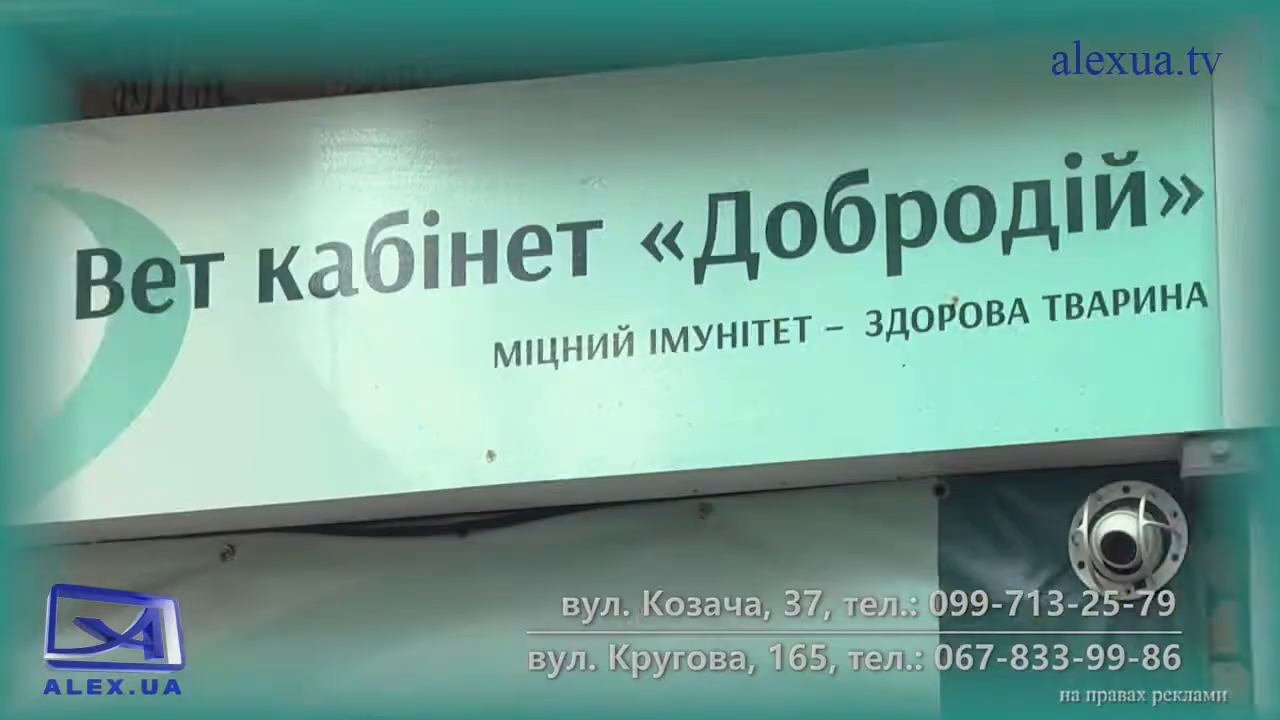 alexua.tv
Вет кабінет «Добродій»
МІЦНИЙ ІМУНІТЕТ – ЗДОРОВА ТВАРИНА
вул. Козача, 37, тел.: 099-713-25-79
вул. Кругова, 165, тел.: 067-833-99-86
ALEX.UA
на правах реклами